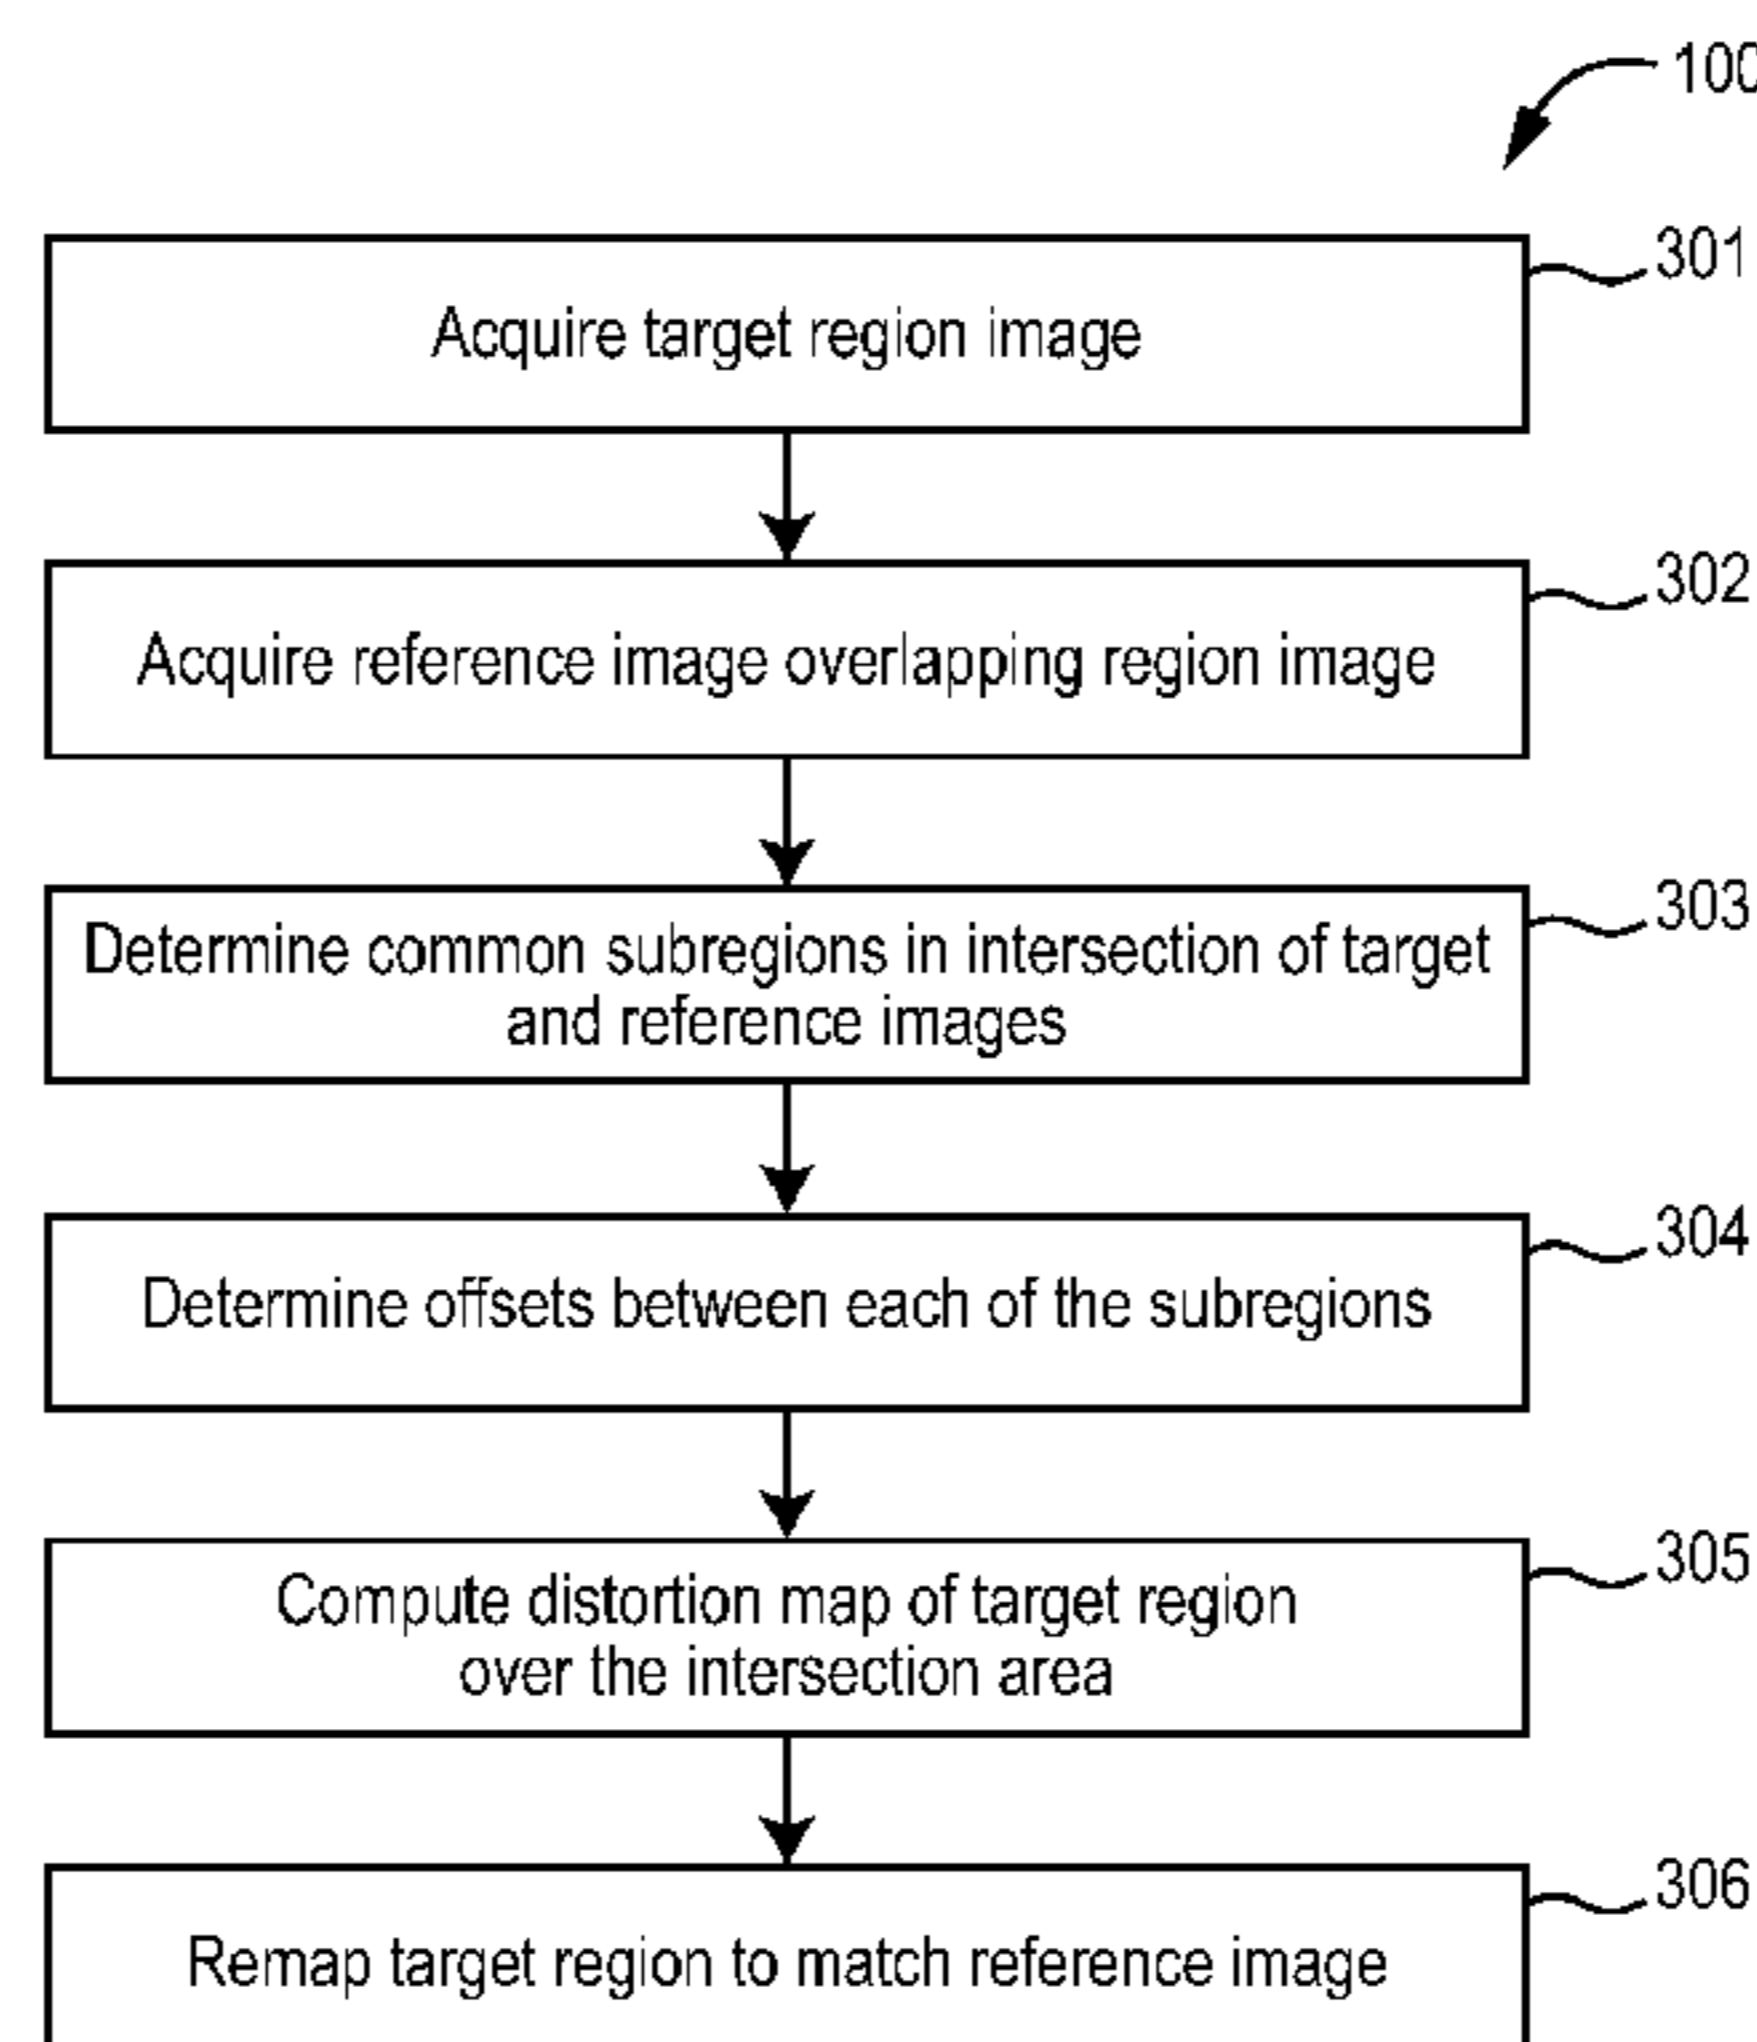 100
301
Acquire target region image
302
Acquire reference image overlapping region image
303
Determine common subregions in intersection of target
and reference images
304
Determine offsets between each of the subregions
305
Compute distortion map of target region
over the intersection area
306
Remap target region to match reference image